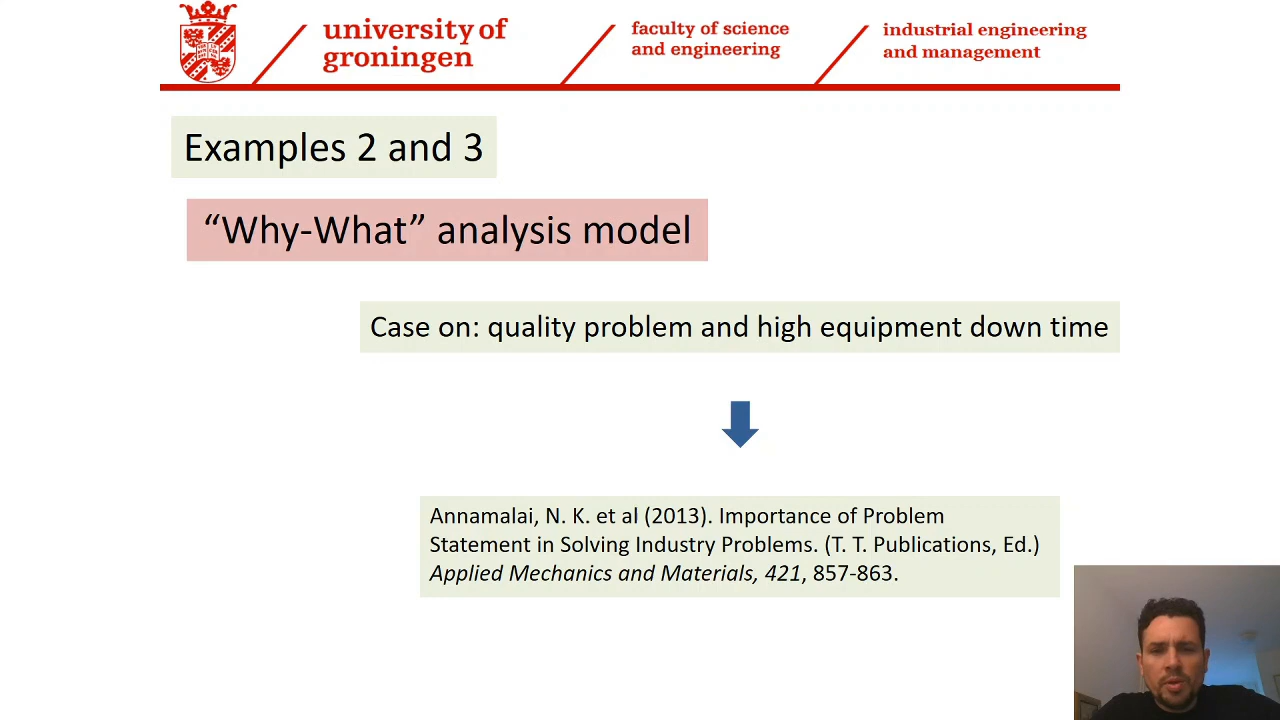 university of
groningen
faculty of science
and engineering
industrial engineering
and management
Examples 2 and 3
“Why-What” analysis model
Case on: quality problem and high equipment down time
Annamalai, N. K. et al (2013). Importance of Problem
Statement in Solving Industry Problems. (T. T. Publications, Ed.)
Applied Mechanics and Materials, 421, 857-863.